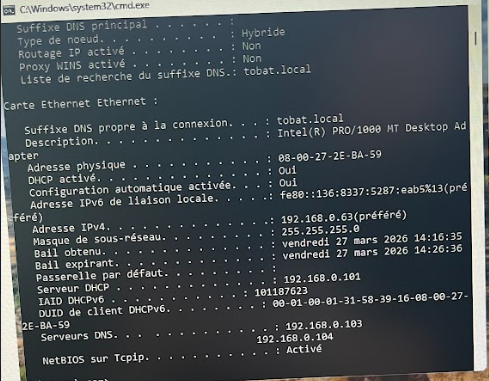 C:\Windows\system32\cmd.exe
Suffixe DNS principal . . . . . . :
Type de noeud. . . . . . . . . . : Hybride
Routage IP activé . . . . . . . . : Non
Proxy WINS activé . . . . . . . . : Non
Liste de recherche du suffixe DNS.: tobat.local
Carte Ethernet Ethernet :
Suffixe DNS propre à la connexion. . . : tobat.local
Description. . . . . . . . . . . . . . : Intel(R) PRO/1000 MT Desktop Ad
apter
Adresse physique . . . . . . . . . . . : 08-00-27-2E-BA-59
DHCP activé. . . . . . . . . . . . . . : Oui
Configuration automatique activée. . . : Oui
Adresse IPv6 de liaison locale. . . . .: fe80::136:8337:5287:eab5%13(pré
féré)
Adresse IPv4. . . . . . . . . . . . . .: 192.168.0.63(préféré)
Masque de sous-réseau. . . . . . . . . : 255.255.255.0
Bail obtenu. . . . . . . . . . . . . . : vendredi 27 mars 2026 14:16:35
Bail expirant. . . . . . . . . . . . . : vendredi 27 mars 2026 14:26:36
Passerelle par défaut. . . . . . . . . :
Serveur DHCP . . . . . . . . . . . . . : 192.168.0.101
IAID DHCPv6 . . . . . . . . . . . : 101187623
DUID de client DHCPv6. . . . . . . . : 00-01-00-01-31-58-39-16-08-00-27-
2E-BA-59
Serveurs DNS. . . . . . . . . . . . . : 192.168.0.103
192.168.0.104
NetBIOS sur Tcpip. . . . . . . . . . . : Activé